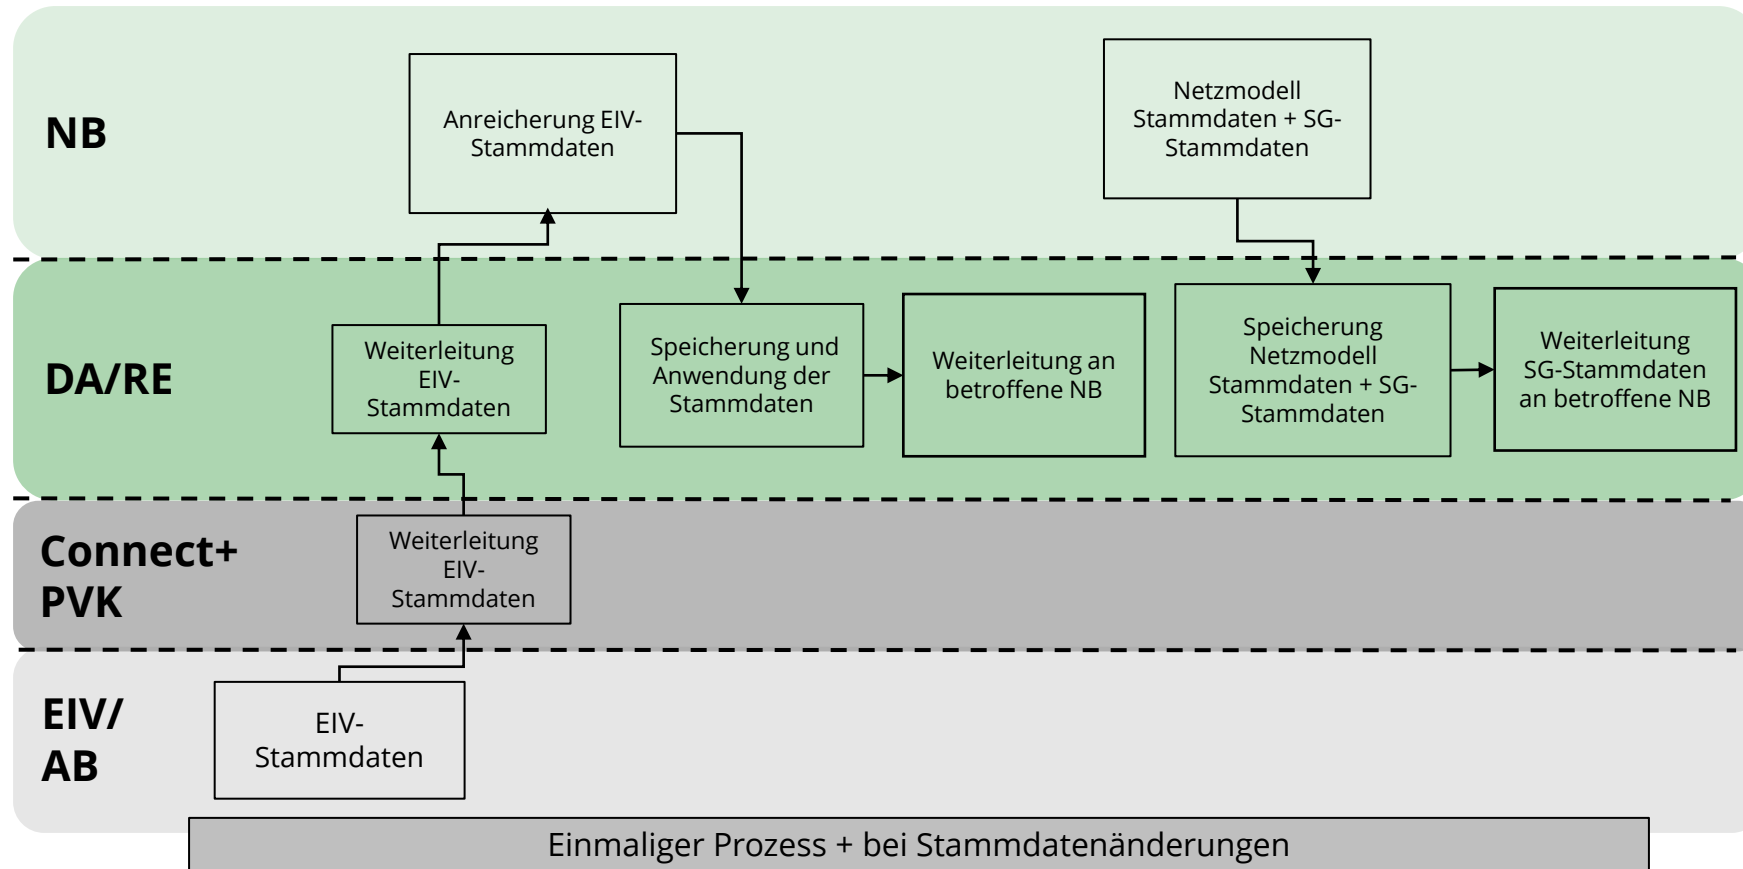 NB
Anreicherung EIV-
Stammdaten
Netzmodell
Stammdaten + SG-
Stammdaten
DA/RE
Weiterleitung
EIV-
Stammdaten
Speicherung und
Anwendung der
Stammdaten
Weiterleitung an
betroffene NB
Speicherung
Netzmodell
Stammdaten + SG-
Stammdaten
Weiterleitung
SG-Stammdaten
an betroffene NB
Connect+
PVK
Weiterleitung
EIV-
Stammdaten
EIV/
AB
EIV-
Stammdaten
Einmaliger Prozess + bei Stammdatenänderungen